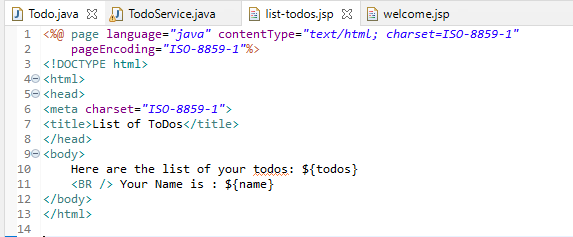 Todo.java TodoService.java list-todos.jsp welcome.jsp
1 <%@ page language="java" contentType="text/html; charset=ISO-8859-1"
2 pageEncoding="ISO-8859-1"%>
3 <!DOCTYPE html>
4 <html>
5 <head>
6 <meta charset="ISO-8859-1">
7 <title>List of ToDos</title>
8 </head>
9 <body>
10 Here are the list of your todos: ${todos}
11 <BR /> Your Name is : ${name}
12 </body>
13 </html>
14